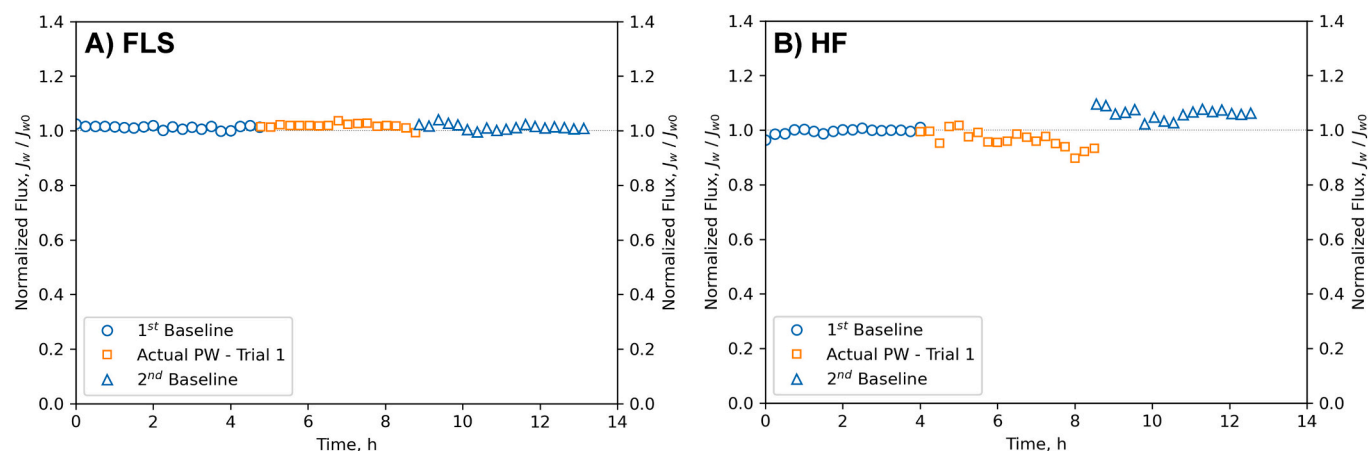 A) FLS
Normalized Flux, J_w / J_w0
1.4
1.2
1.0
0.8
0.6
0.4
0.2
0.0
1.4
1.2
1.0
0.8
0.6
0.4
0.2
0.0
Normalized Flux, J_w / J_w0
1st Baseline
Actual PW - Trial 1
2nd Baseline
0 2 4 6 8 10 12 14
Time, h
B) HF
Normalized Flux, J_w / J_w0
1.4
1.2
1.0
0.8
0.6
0.4
0.2
0.0
1.4
1.2
1.0
0.8
0.6
0.4
0.2
0.0
Normalized Flux, J_w / J_w0
1st Baseline
Actual PW - Trial 1
2nd Baseline
0 2 4 6 8 10 12 14
Time, h